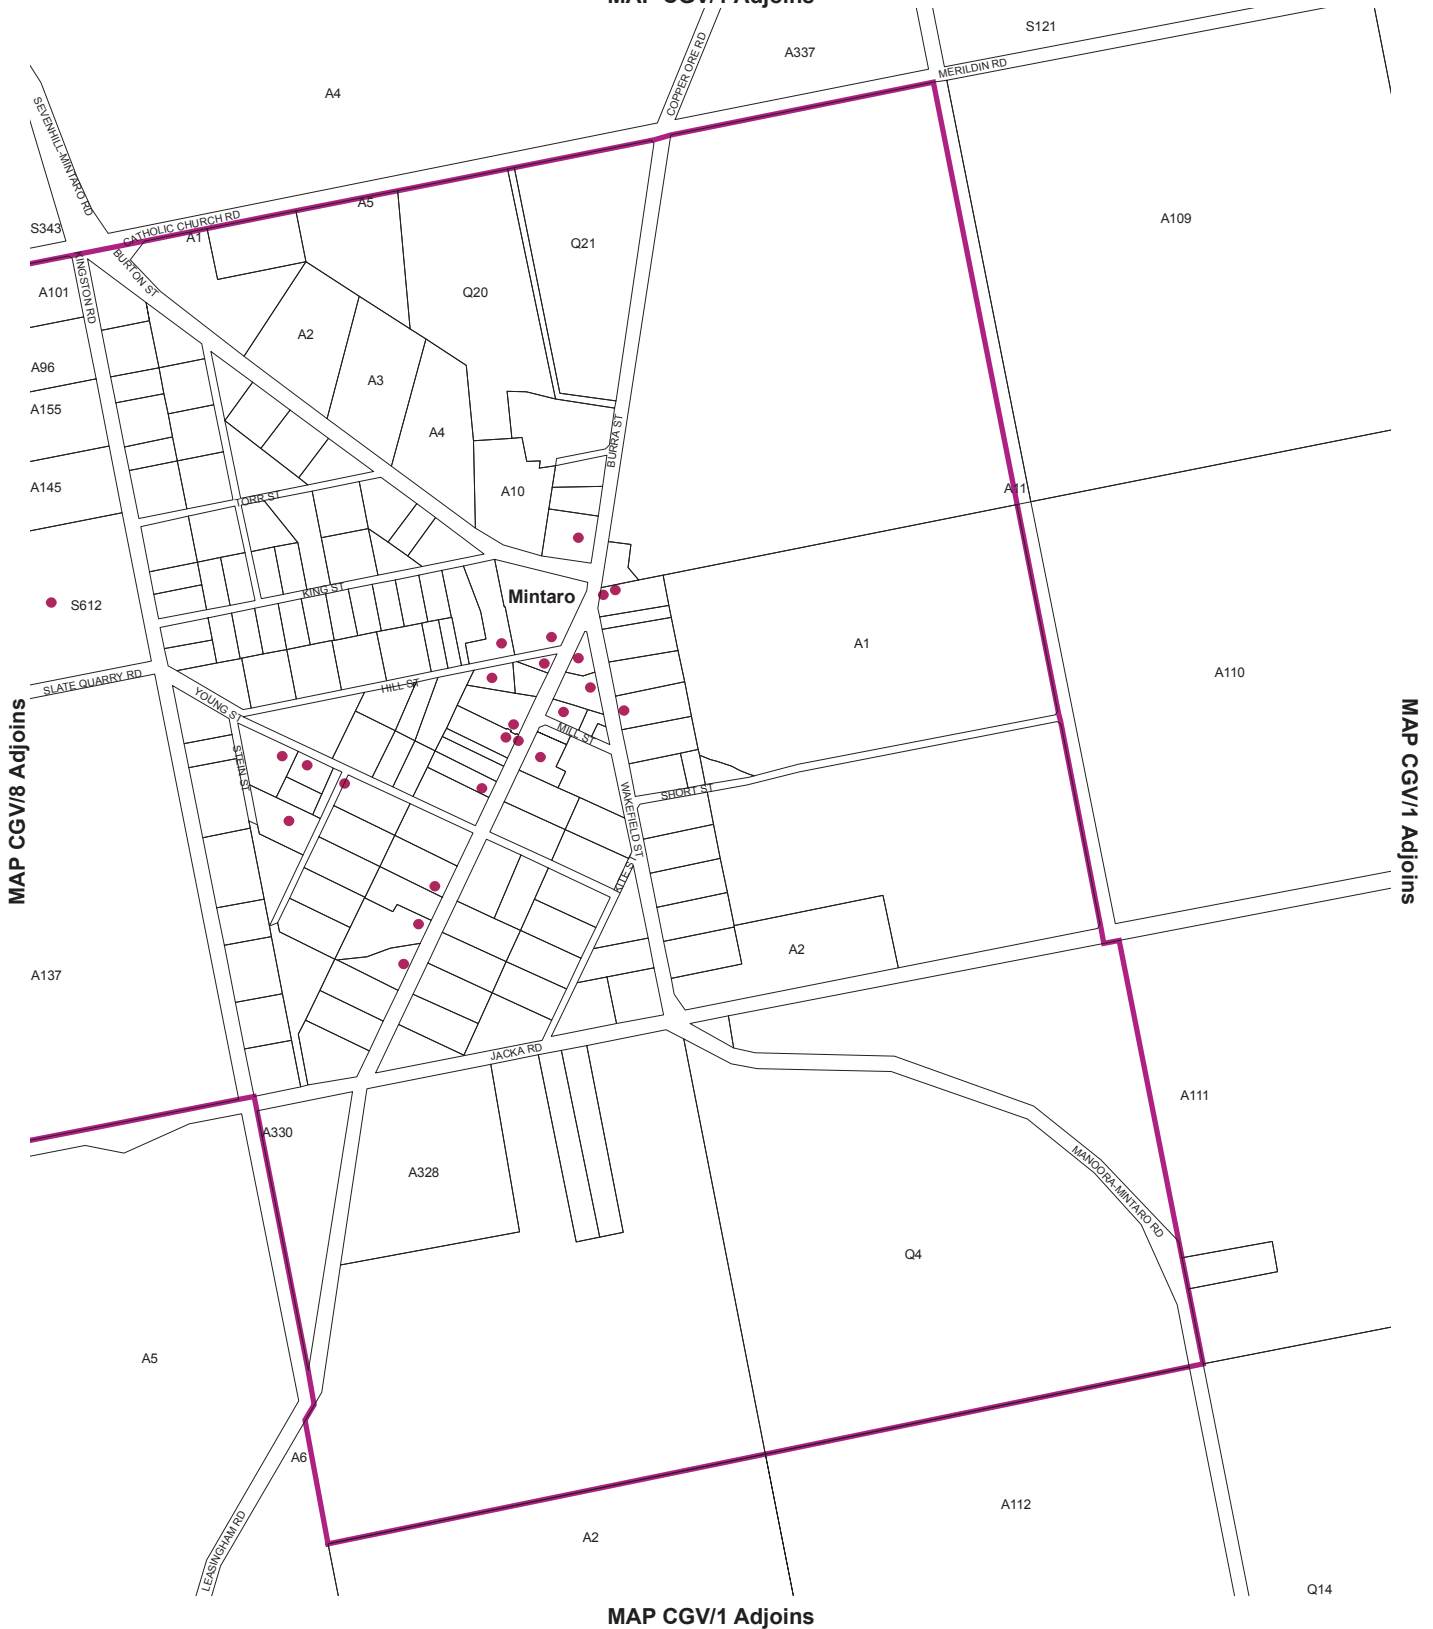 MAP CGV/1 Adjoins
S121
A337
COPPER ORE RD
MERILDIN RD
A4
SEVENHILL-MINTARO RD
A5
CATHOLIC CHURCH RD
A109
S343
A1
Q21
BURTON ST
KINGSTON RD
A101
Q20
A2
A96
A3
A155
A4
BURRA ST
A145
A10
A11
TORR ST
KING ST
Mintaro
S612
A1
A110
SLATE QUARRY RD
HILL ST
YOUNG ST
MAP CGV/8 Adjoins
MAP CGV/1 Adjoins
MILL ST
STEIN ST
SHORT ST
WAKEFIELD ST
KITE ST
A2
A137
JACKA RD
A111
A330
A328
MANOORA-MINTARO RD
Q4
A5
A6
A112
A2
LEASINGHAM RD
Q14
MAP CGV/1 Adjoins